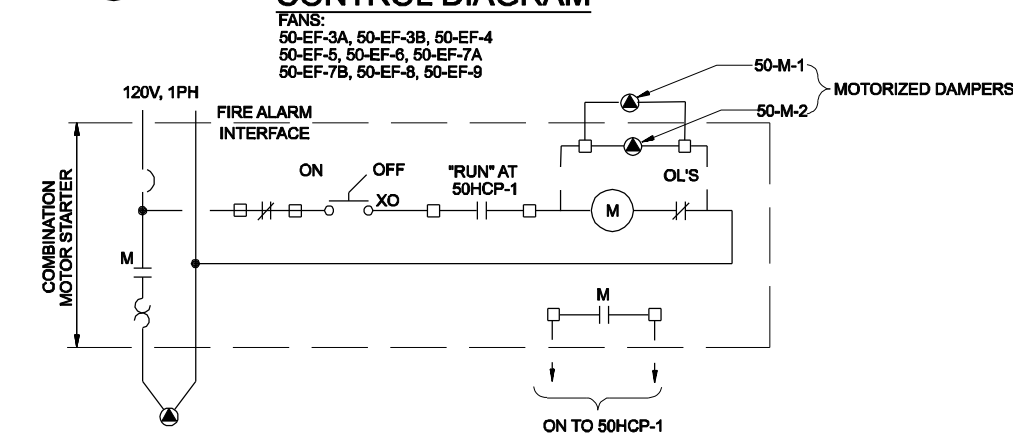 CONTROL DIAGRAM
FANS:
50-EF-3A, 50-EF-3B, 50-EF-4
50-EF-5, 50-EF-6, 50-EF-7A
50-EF-7B, 50-EF-8, 50-EF-9
120V, 1PH
FIRE ALARM
INTERFACE
50-M-1
50-M-2
MOTORIZED DAMPERS
ON
OFF
XO
"RUN" AT
50HCP-1
OL'S
M
COMBINATION
MOTOR STARTER
M
M
ON TO 50HCP-1